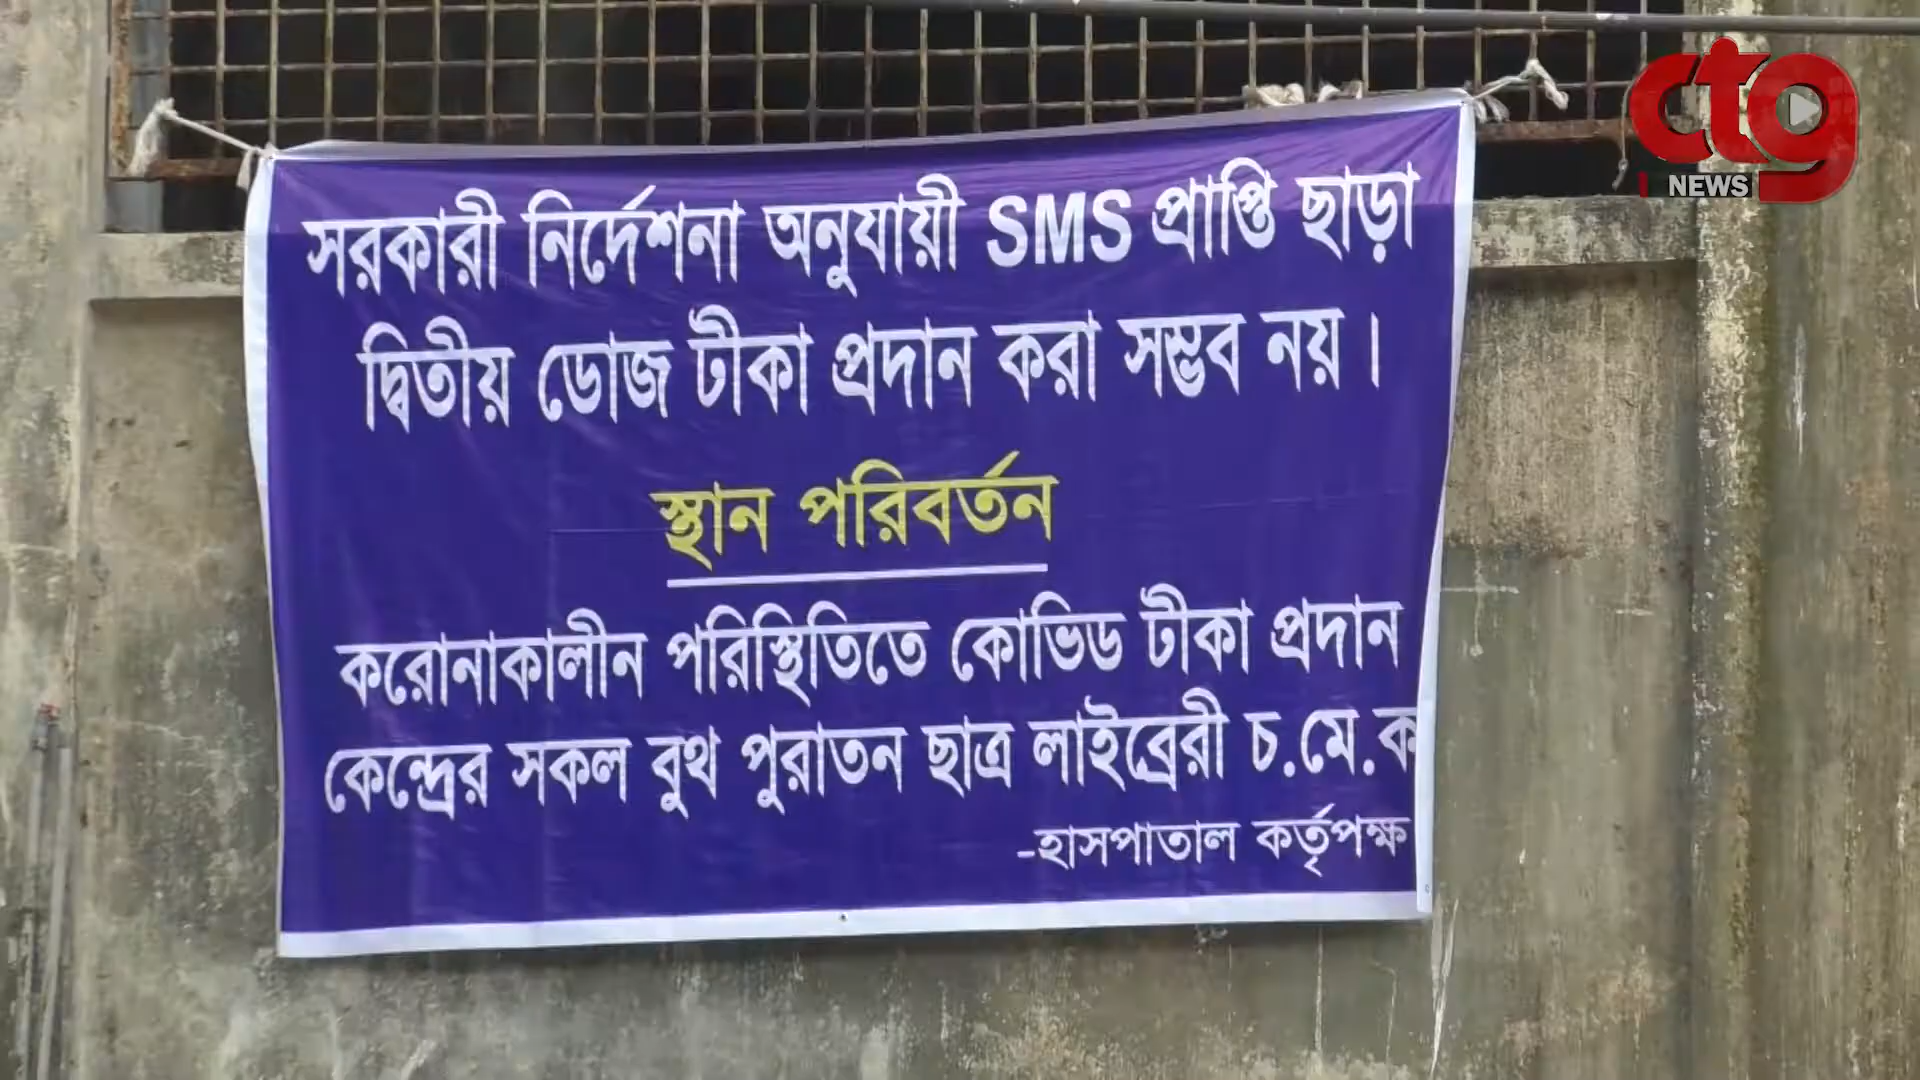 ctg
NEWS
সরকারী নির্দেশনা অনুযায়ী SMS প্রাপ্তি ছাড়া
দ্বিতীয় ডোজ টীকা প্রদান করা সম্ভব নয়।
স্থান পরিবর্তন
করোনাকালীন পরিস্থিতিতে কোভিড টীকা প্রদান
কেন্দ্রের সকল বুথ পুরাতন ছাত্র লাইব্রেরী চ.মে.ক
-হাসপাতাল কর্তৃপক্ষ